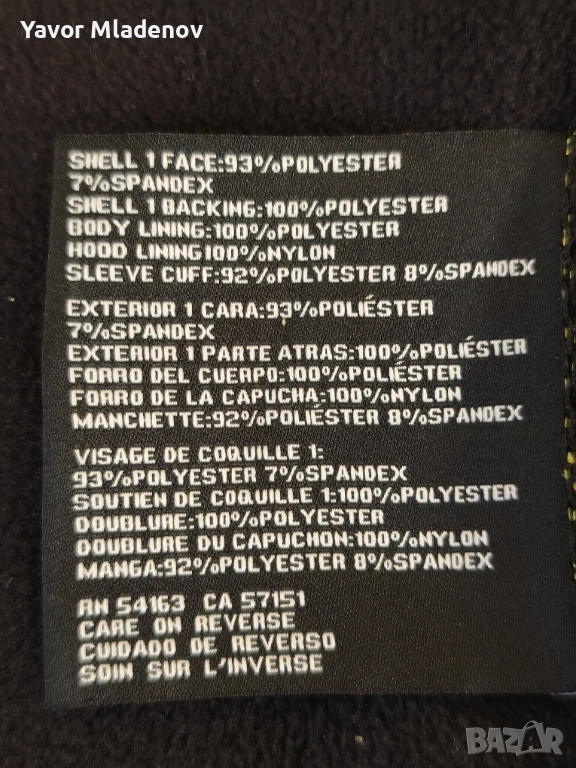 Yavor Mladenov
SHELL 1 FACE:93%POLYESTER
7%SPANDEX
SHELL 1 BACKING:100%POLYESTER
BODY LINING:100%POLYESTER
HOOD LINING100%NYLON
SLEEVE CUFF:92%POLYESTER 8%SPANDEX
EXTERIOR 1 CARA:93%POLIÉSTER
7%SPANDEX
EXTERIOR 1 PARTE ATRAS:100%POLIÉSTER
FORRO DEL CUERPO:100%POLIÉSTER
FORRO DE LA CAPUCHA:100%NYLON
MANCHETTE:92%POLIÉSTER 8%SPANDEX
VISAGE DE COQUILLE 1:
93%POLYESTER 7%SPANDEX
SOUTIEN DE COQUILLE 1:100%POLYESTER
DOUBLURE:100%POLYESTER
DOUBLURE DU CAPUCHON:100%NYLON
MANGA:92%POLYESTER 8%SPANDEX
RN 54163 CA 57151
CARE ON REVERSE
CUIDADO DE REVERSO
SOIN SUR L'INVERSE
BAZAR